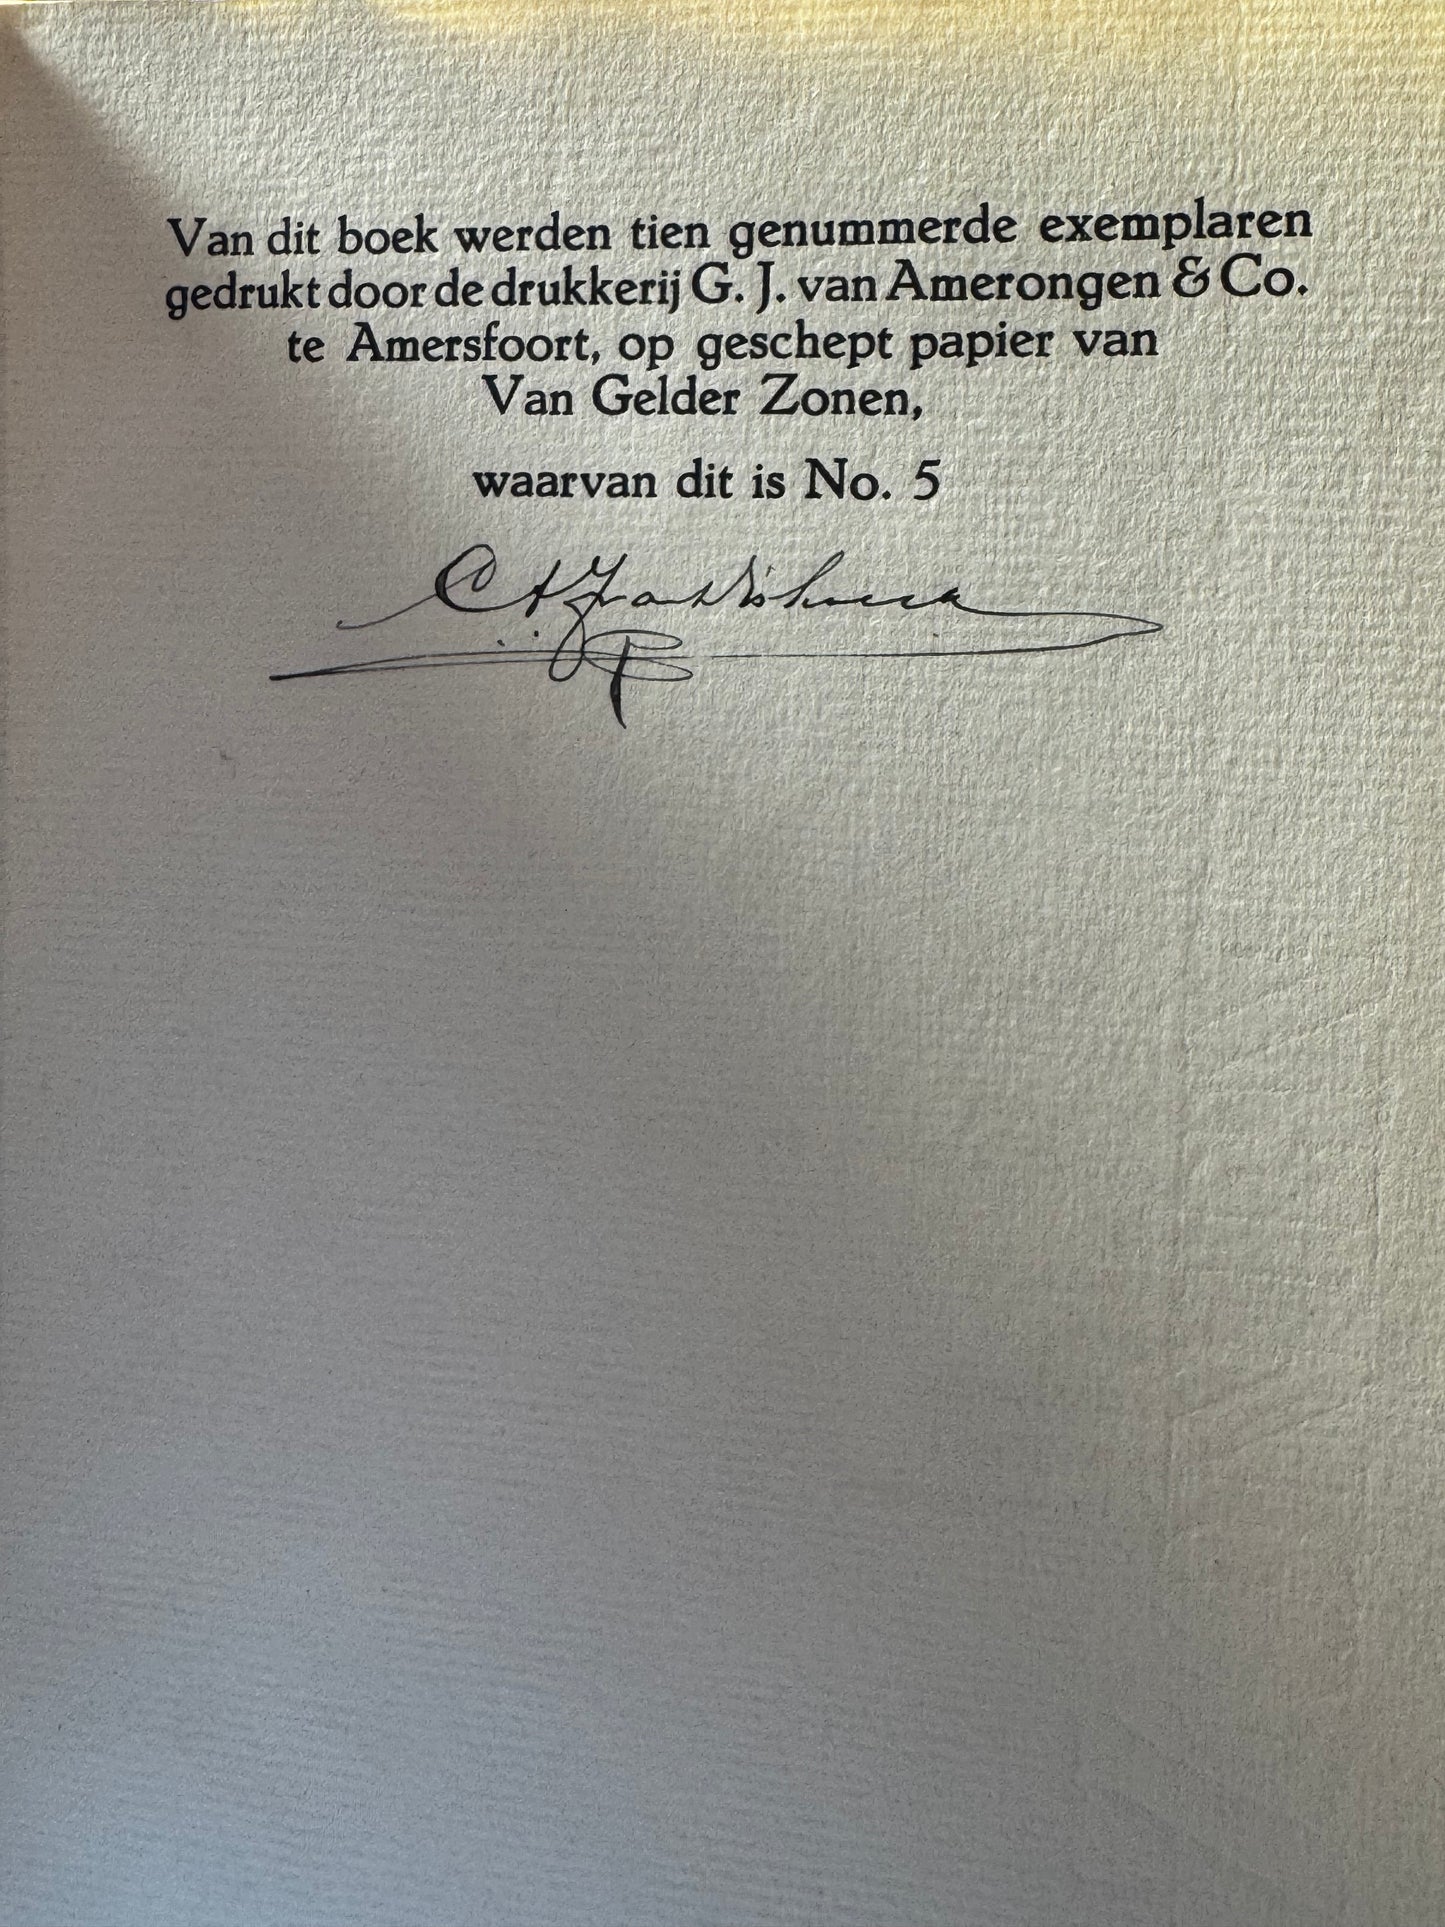 Van dit boek werden tien genummerde exemplaren
gedrukt door de drukkerij G. J. van Amerongen & Co.
te Amersfoort, op geschept papier van
Van Gelder Zonen,
waarvan dit is No. 5